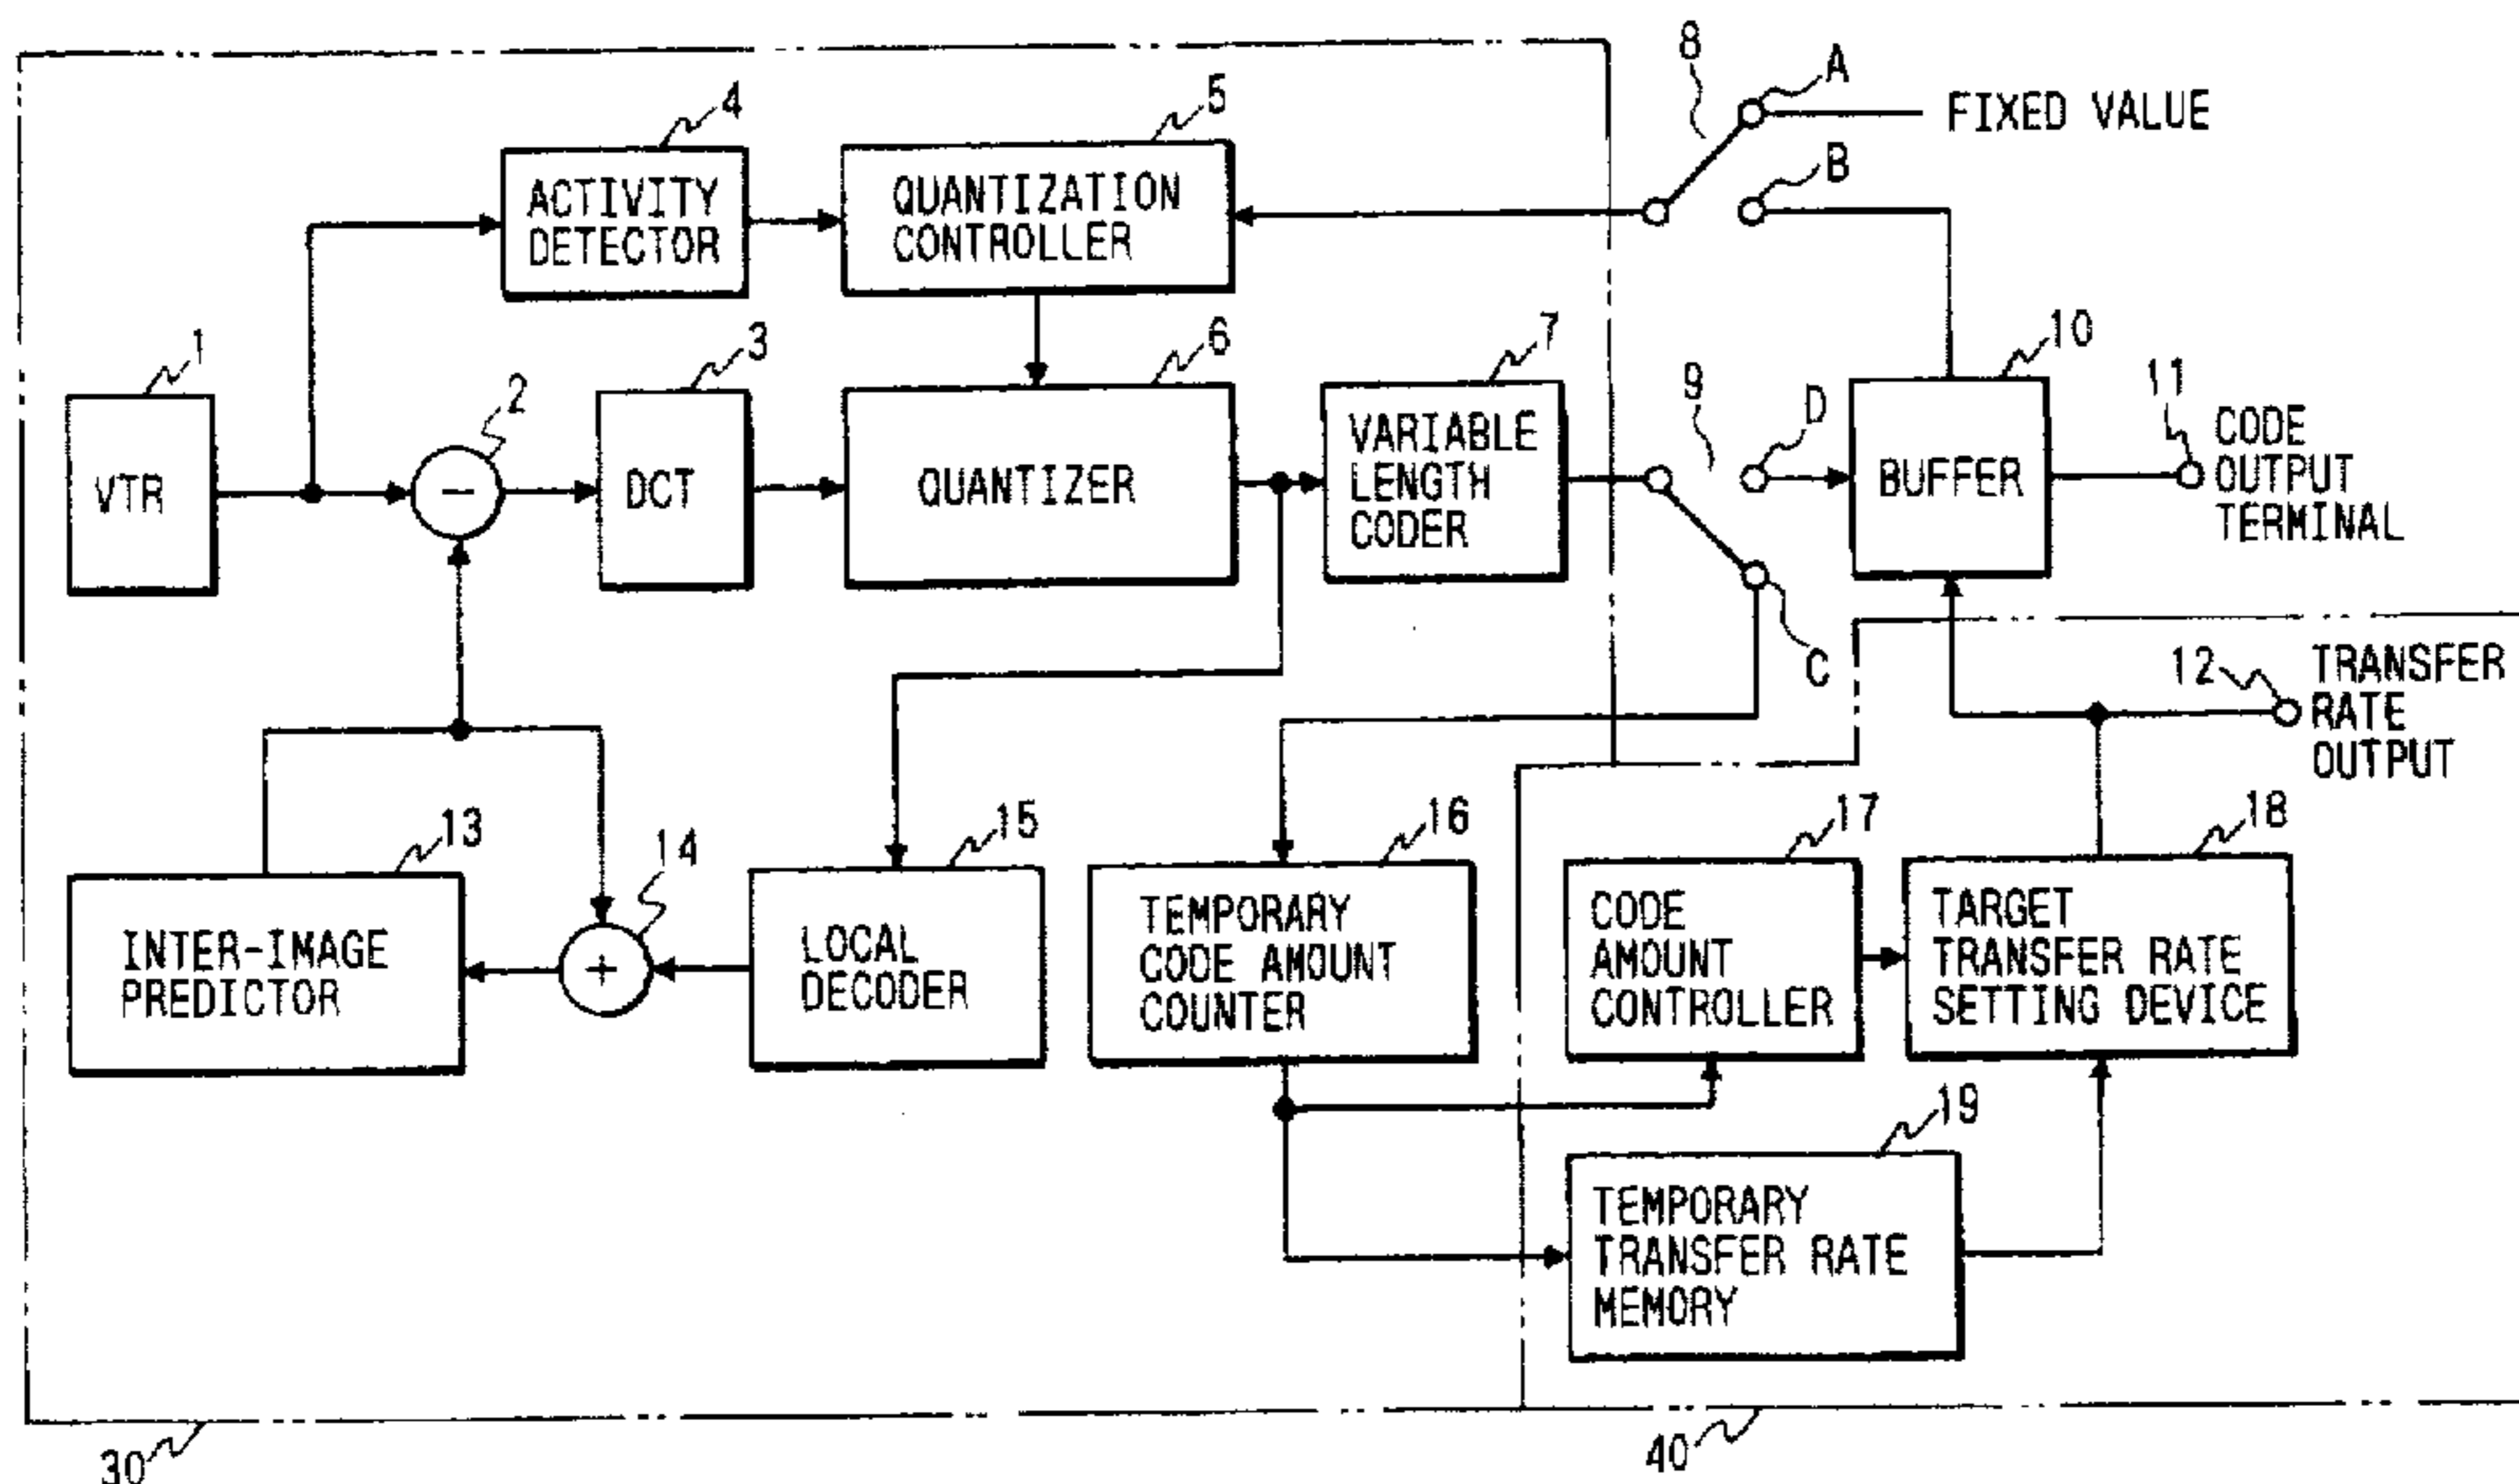 8
A
FIXED VALUE
4
5
B
ACTIVITY
DETECTOR
QUANTIZATION
CONTROLLER
1
2
3
6
7
9
D
10
11
VTR
−
DCT
QUANTIZER
VARIABLE
LENGTH
CODER
BUFFER
CODE
OUTPUT
TERMINAL
C
12
TRANSFER
RATE
OUTPUT
13
14
15
16
17
18
INTER-IMAGE
PREDICTOR
+
LOCAL
DECODER
TEMPORARY
CODE AMOUNT
COUNTER
CODE
AMOUNT
CONTROLLER
TARGET
TRANSFER RATE
SETTING DEVICE
19
TEMPORARY
TRANSFER RATE
MEMORY
30
40